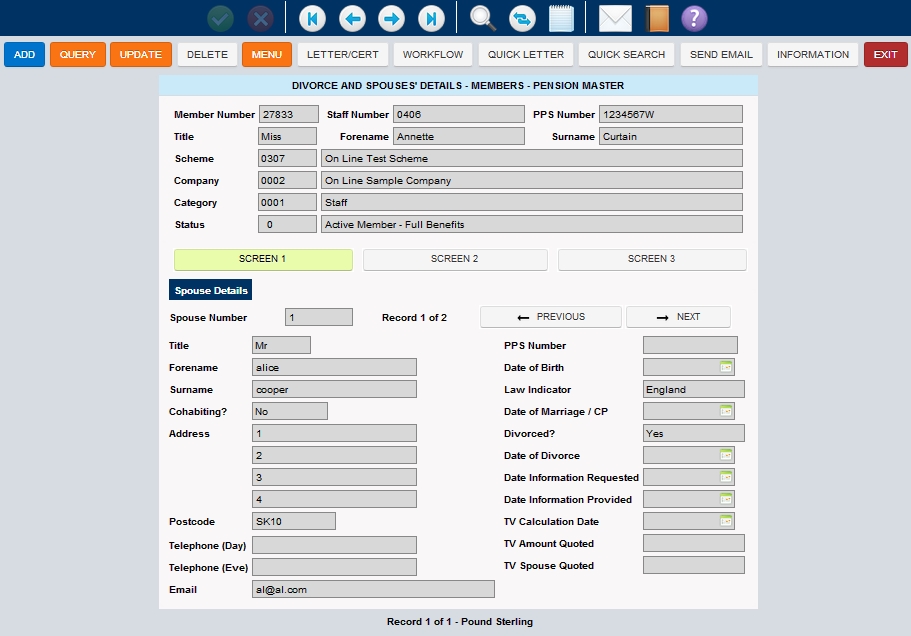 ADD QUERY UPDATE DELETE MENU LETTER/CERT WORKFLOW QUICK LETTER QUICK SEARCH SEND EMAIL INFORMATION EXIT
DIVORCE AND SPOUSES' DETAILS - MEMBERS - PENSION MASTER
Member Number 27833 Staff Number 0406 PPS Number 1234567W
Title Miss Forename Annette Surname Curtain
Scheme 0307 On Line Test Scheme
Company 0002 On Line Sample Company
Category 0001 Staff
Status 0 Active Member - Full Benefits
SCREEN 1 SCREEN 2 SCREEN 3
Spouse Details
Spouse Number 1 Record 1 of 2 PREVIOUS NEXT
Title Mr PPS Number
Forename alice Date of Birth
Surname cooper Law Indicator England
Cohabiting? No Date of Marriage / CP
Address 1 Divorced? Yes
2 Date of Divorce
3 Date Information Requested
4 Date Information Provided
Postcode SK10 TV Calculation Date
Telephone (Day) TV Amount Quoted
Telephone (Eve) TV Spouse Quoted
Email al@al.com
Record 1 of 1 - Pound Sterling